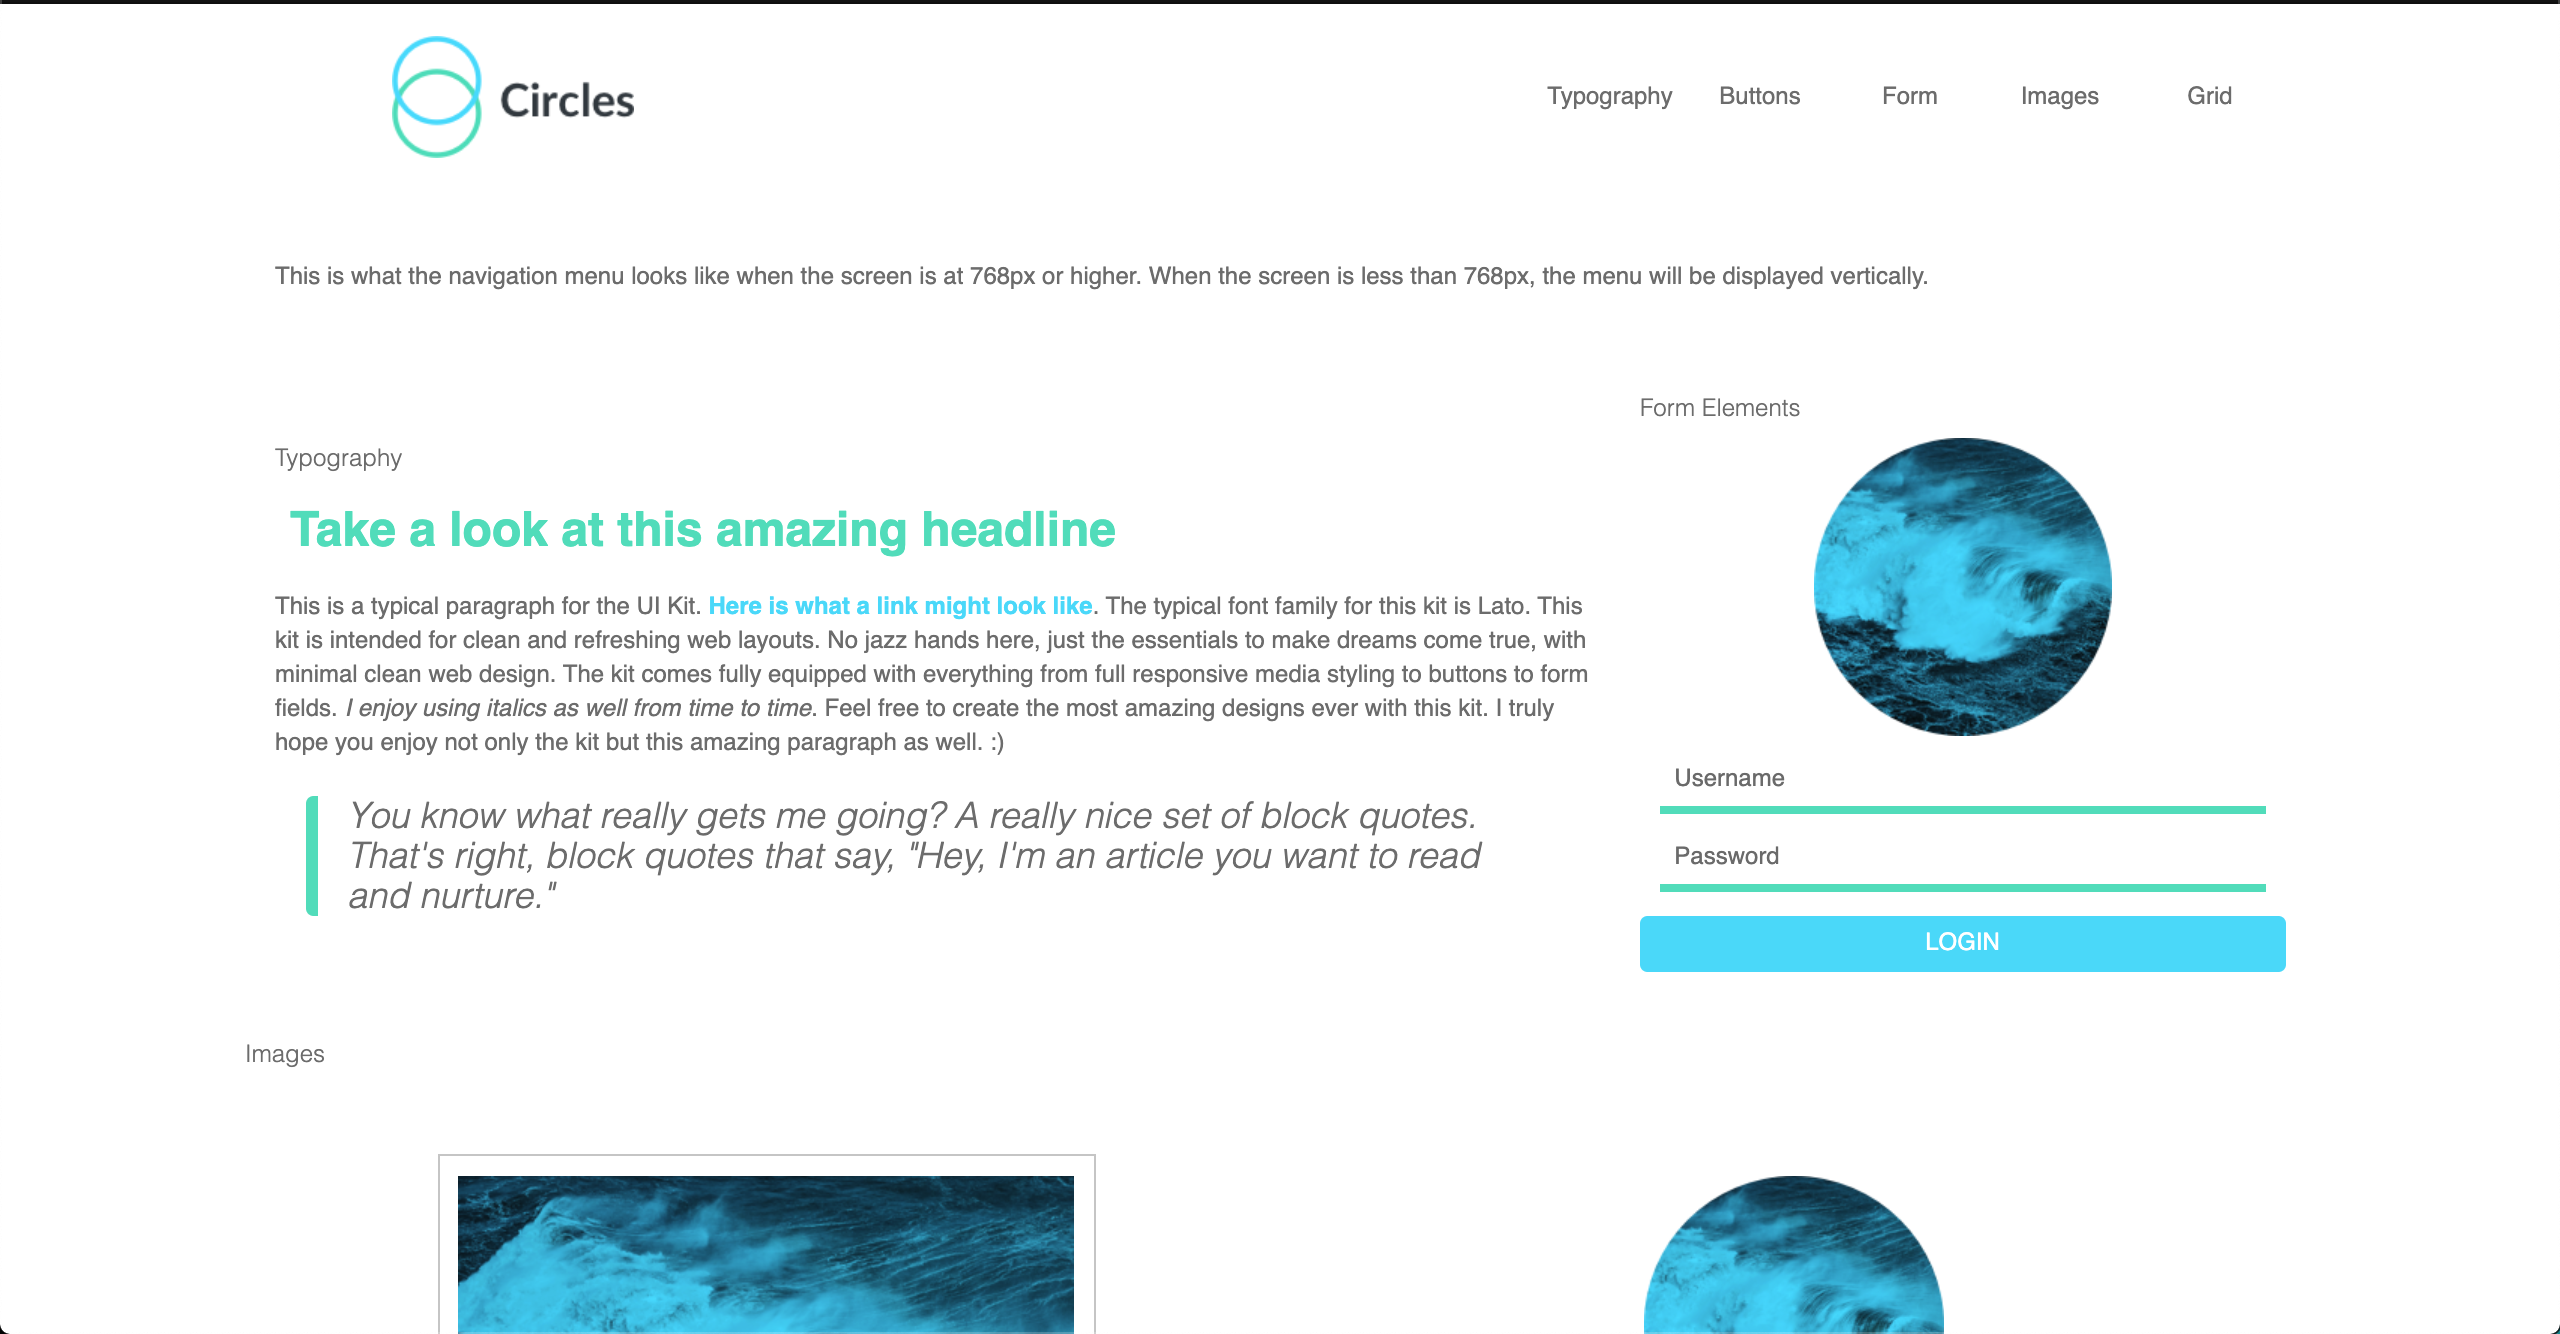 Circles
Typography Buttons Form Images Grid
This is what the navigation menu looks like when the screen is at 768px or higher. When the screen is less than 768px, the menu will be displayed vertically.
Typography
Take a look at this amazing headline
This is a typical paragraph for the UI Kit. Here is what a link might look like. The typical font family for this kit is Lato. This
kit is intended for clean and refreshing web layouts. No jazz hands here, just the essentials to make dreams come true, with
minimal clean web design. The kit comes fully equipped with everything from full responsive media styling to buttons to form
fields. I enjoy using italics as well from time to time. Feel free to create the most amazing designs ever with this kit. I truly
hope you enjoy not only the kit but this amazing paragraph as well. :)
You know what really gets me going? A really nice set of block quotes.
That's right, block quotes that say, "Hey, I'm an article you want to read
and nurture."
Form Elements
Username
Password
LOGIN
Images